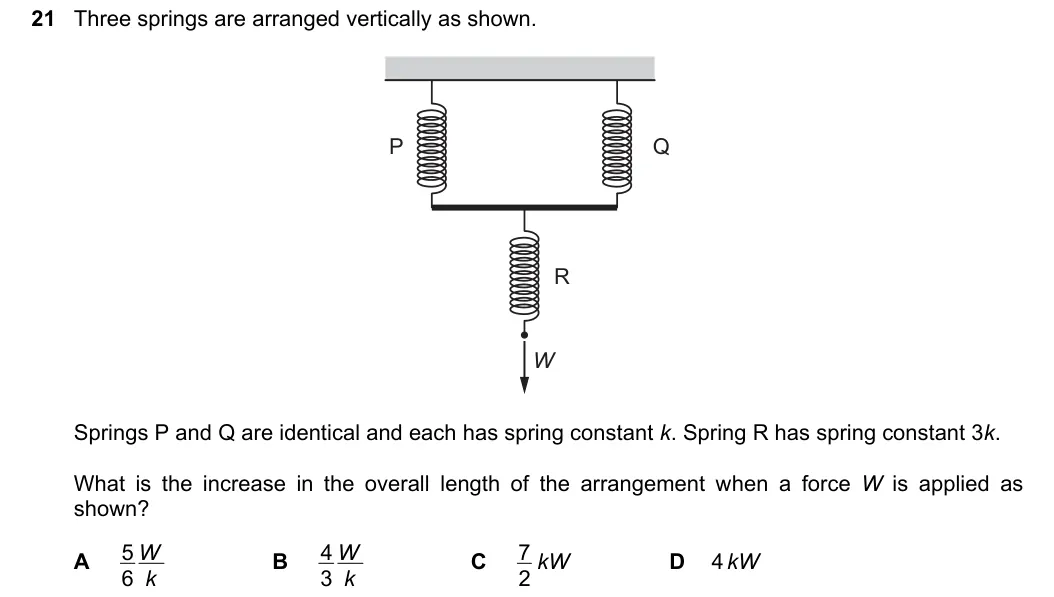 21 Three springs are arranged vertically as shown.
P
Q
R
W
Springs P and Q are identical and each has spring constant k. Spring R has spring constant 3k.
What is the increase in the overall length of the arrangement when a force W is applied as
shown?
A 5/6 W/k B 4/3 W/k C 7/2 kW D 4 kW